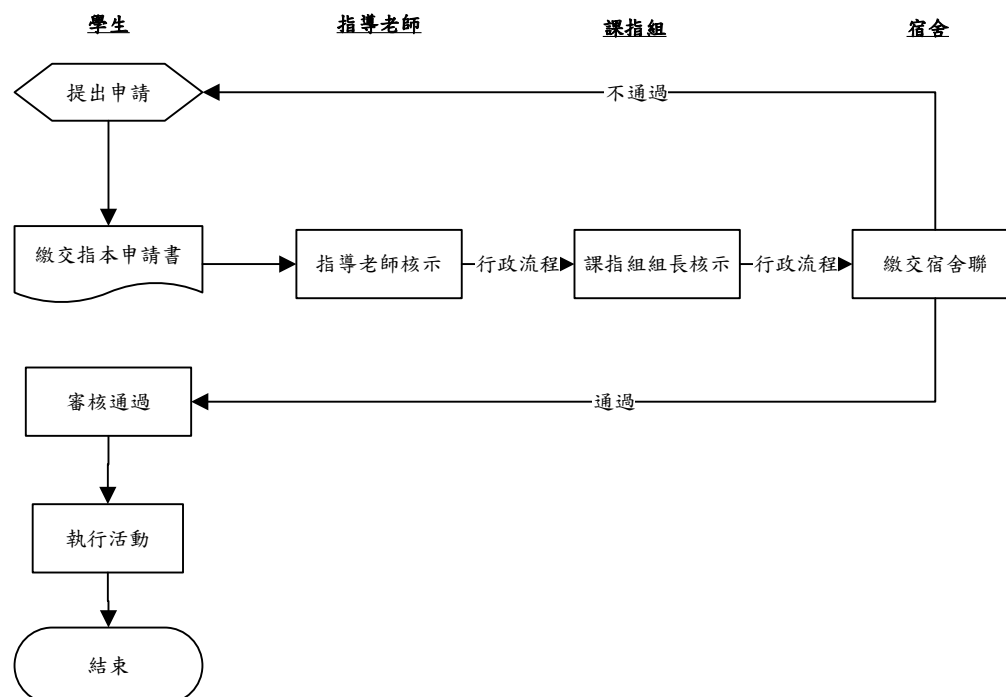 學生 指導老師 課指組 宿舍
提出申請
不通過
繳交指本申請書
指導老師核示
行政流程
課指組組長核示
行政流程
繳交宿舍聯
審核通過
通過
執行活動
結束